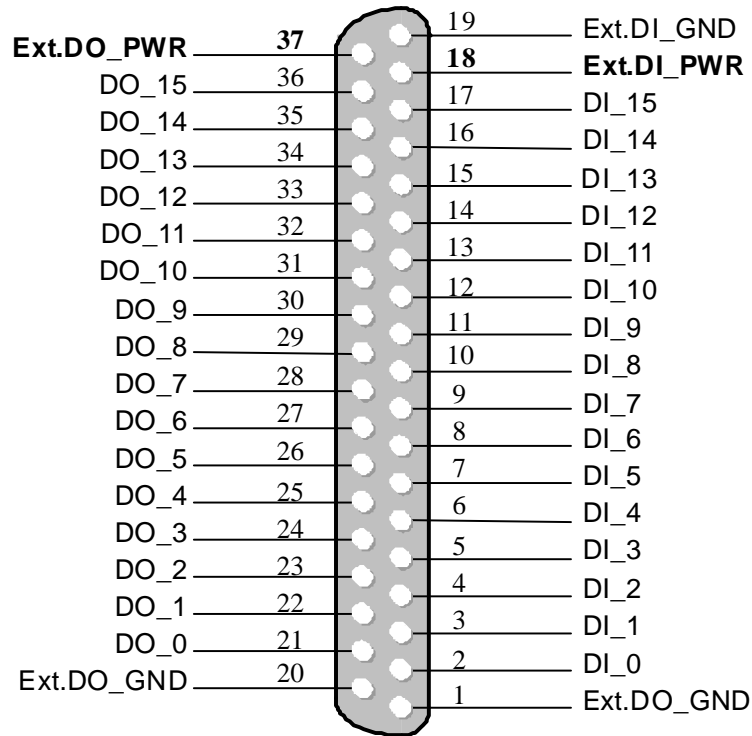 19 Ext.DI_GND
Ext.DO_PWR 37
18 Ext.DI_PWR
DO_15 36
17 DI_15
DO_14 35
16 DI_14
DO_13 34
15 DI_13
DO_12 33
14 DI_12
DO_11 32
13 DI_11
DO_10 31
12 DI_10
DO_9 30
11 DI_9
DO_8 29
10 DI_8
DO_7 28
9 DI_7
DO_6 27
8 DI_6
DO_5 26
7 DI_5
DO_4 25
6 DI_4
DO_3 24
5 DI_3
DO_2 23
4 DI_2
DO_1 22
3 DI_1
DO_0 21
2 DI_0
Ext.DO_GND 20
1 Ext.DO_GND